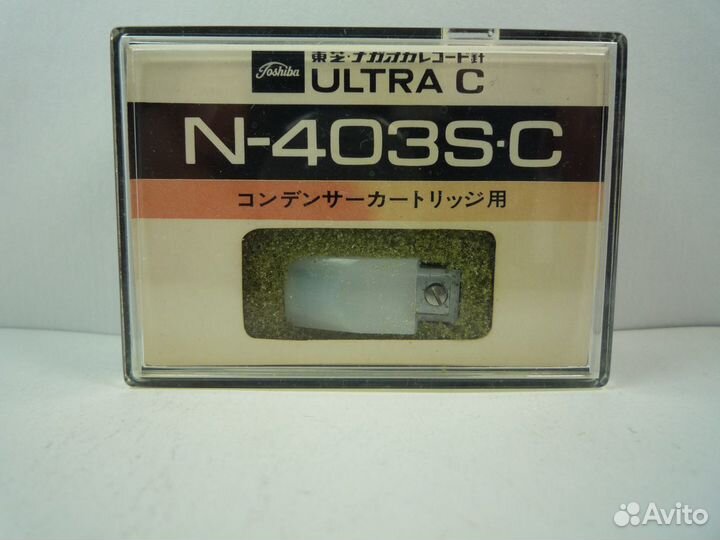 Toshiba
東芝・ナガオカレコード針
ULTRA C
N-403S・C
コンデンサーカートリッジ用
Avito